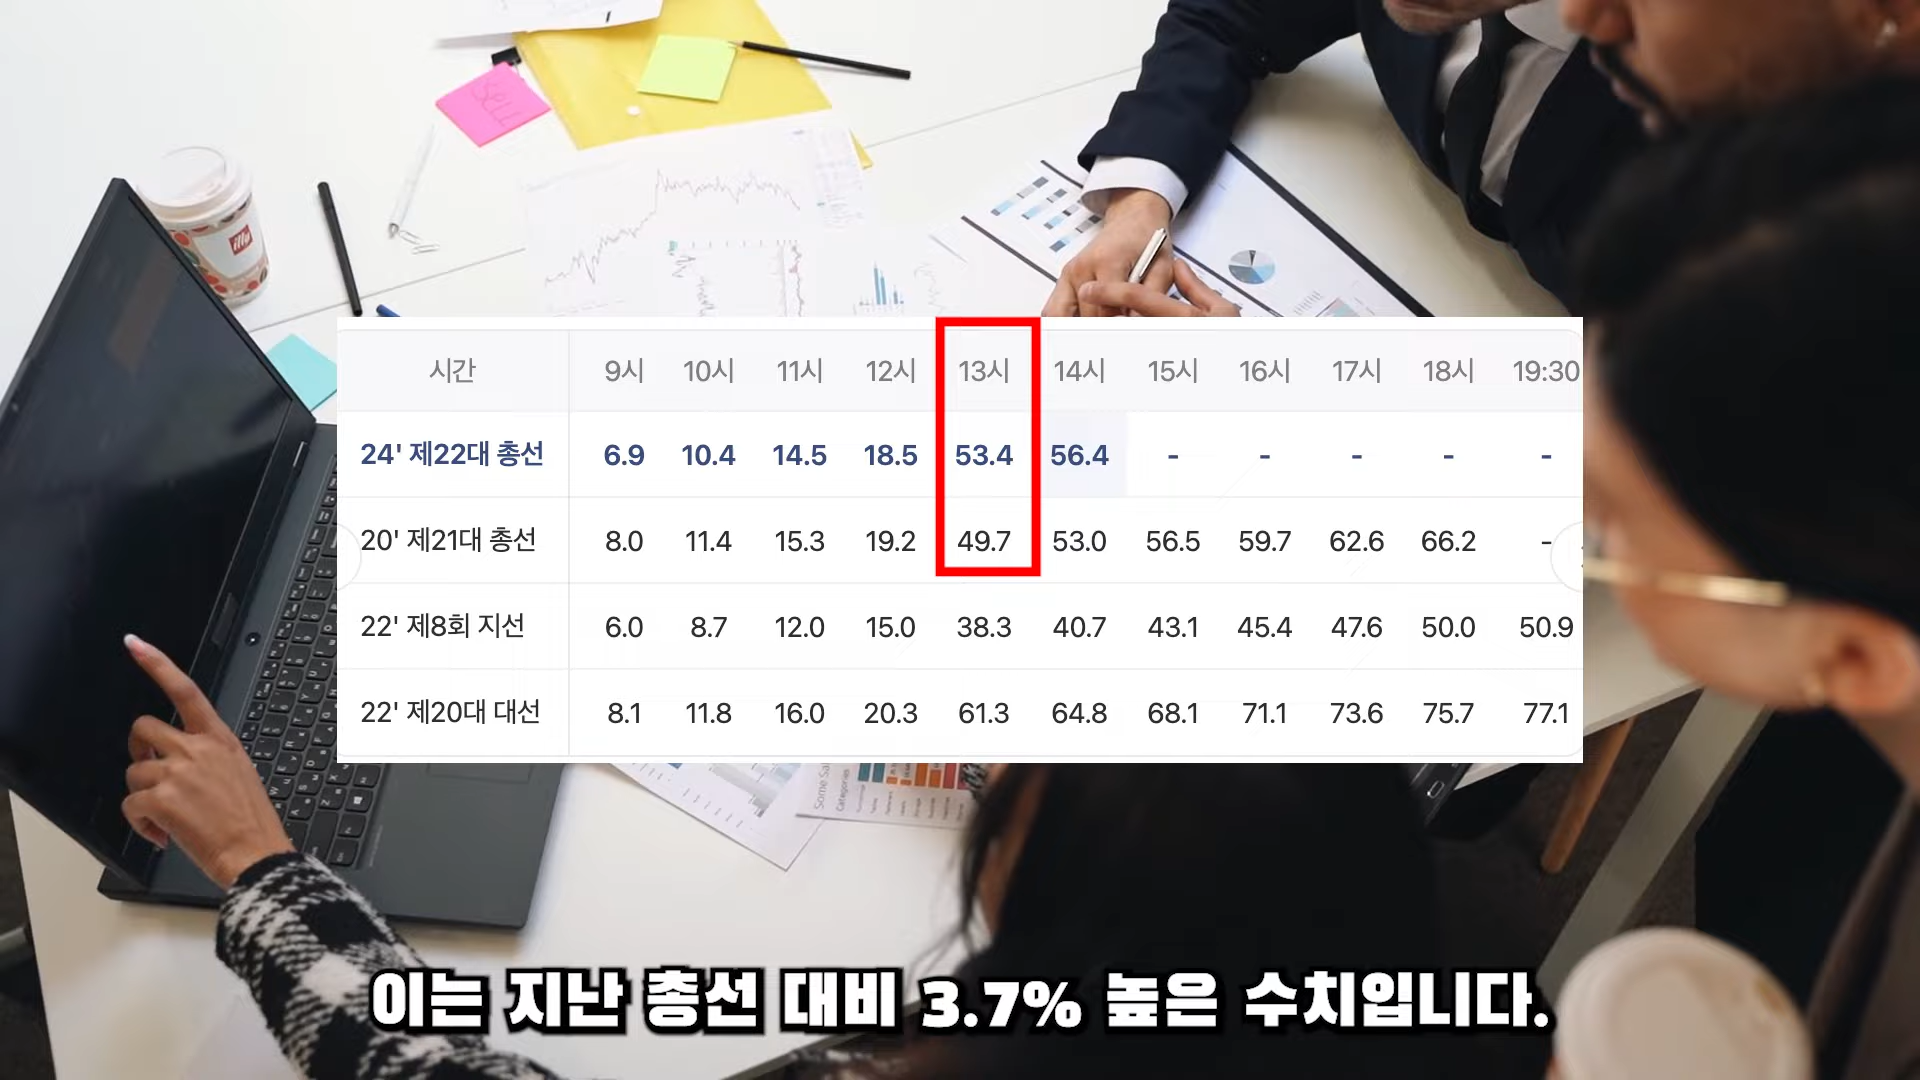 SELL
illy
시간 9시 10시 11시 12시 13시 14시 15시 16시 17시 18시 19:30
24' 제22대 총선 6.9 10.4 14.5 18.5 53.4 56.4 - - - - -
20' 제21대 총선 8.0 11.4 15.3 19.2 49.7 53.0 56.5 59.7 62.6 66.2 -
22' 제8회 지선 6.0 8.7 12.0 15.0 38.3 40.7 43.1 45.4 47.6 50.0 50.9
22' 제20대 대선 8.1 11.8 16.0 20.3 61.3 64.8 68.1 71.1 73.6 75.7 77.1
Categories
이는 지난 총선 대비 3.7% 높은 수치입니다.